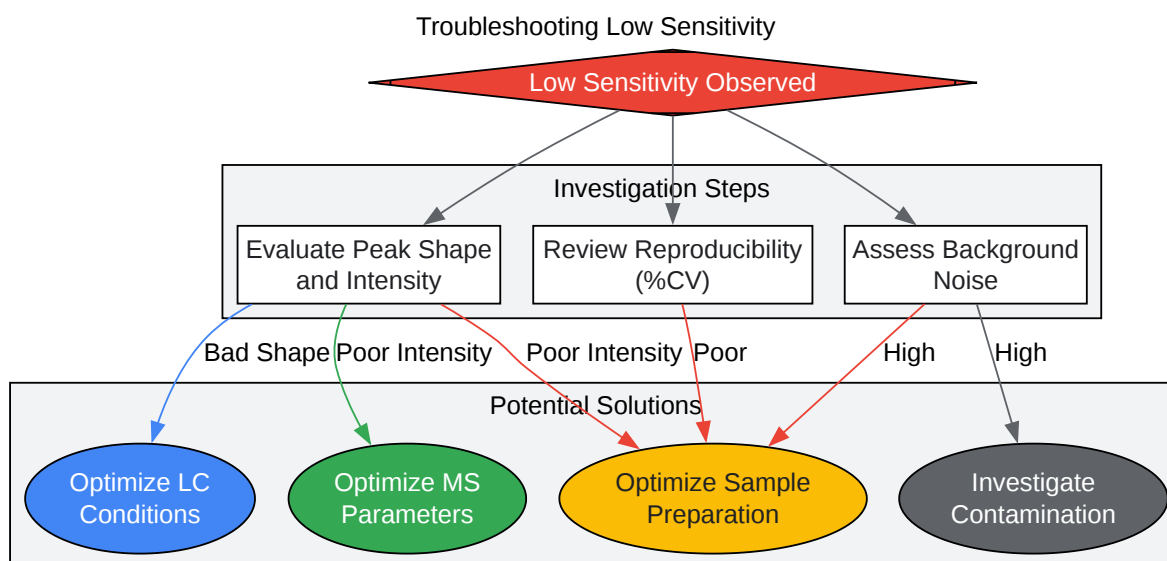 Troubleshooting Low Sensitivity
Low Sensitivity Observed
Investigation Steps
Evaluate Peak Shape
and Intensity
Review Reproducibility
(%CV)
Assess Background
Noise
Bad Shape
Poor Intensity
Poor Intensity
Poor
High
High
Potential Solutions
Optimize LC
Conditions
Optimize MS
Parameters
Optimize Sample
Preparation
Investigate
Contamination